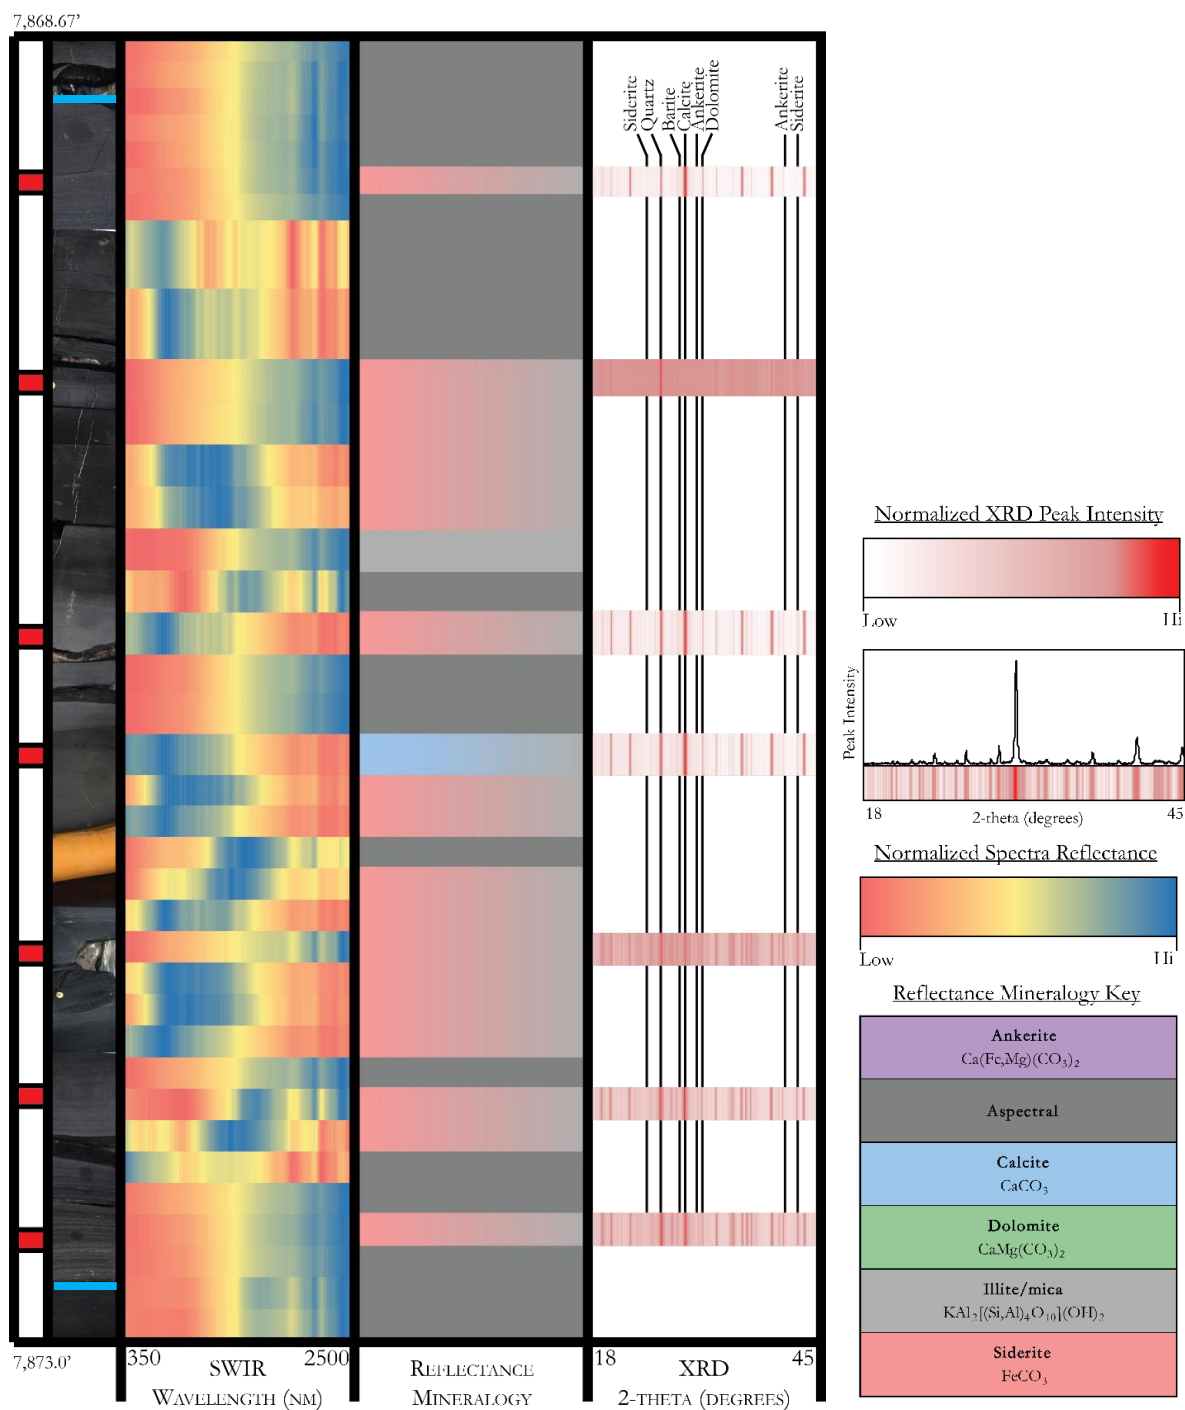 7,868.67’
Siderite
Quartz
Barite
Calcite
Ankerite
Dolomite
Ankerite
Siderite
7,873.0’
350
2500
SWIR
Wavelength (nm)
Reflectance
Mineralogy
18
45
XRD
2-theta (degrees)
Normalized XRD Peak Intensity
Low
Hi
Peak Intensity
18
45
2-theta (degrees)
Normalized Spectra Reflectance
Low
Hi
Reflectance Mineralogy Key
Ankerite
Ca(Fe,Mg)(CO₃)₂
Aspectral
Calcite
CaCO₃
Dolomite
CaMg(CO₃)₂
Illite/mica
KAl₂[(Si,Al)₄O₁₀](OH)₂
Siderite
FeCO₃